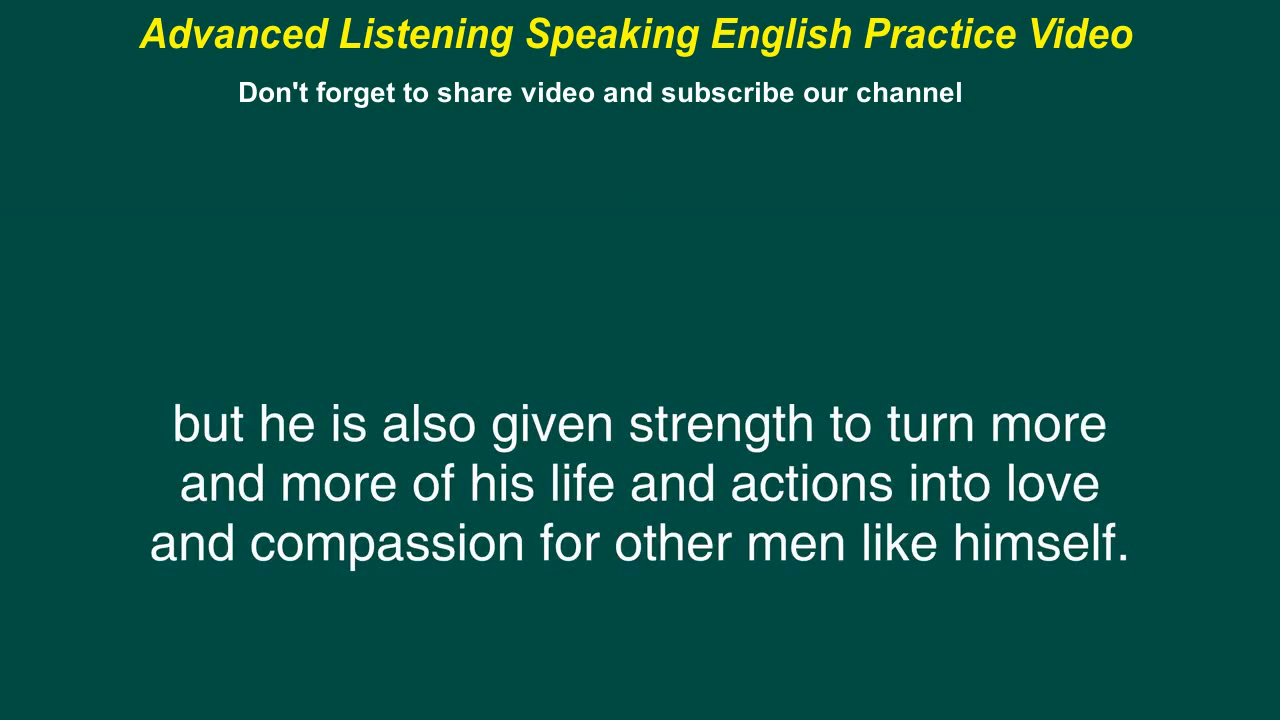 Advanced Listening Speaking English Practice Video
Don't forget to share video and subscribe our channel
but he is also given strength to turn more
and more of his life and actions into love
and compassion for other men like himself.